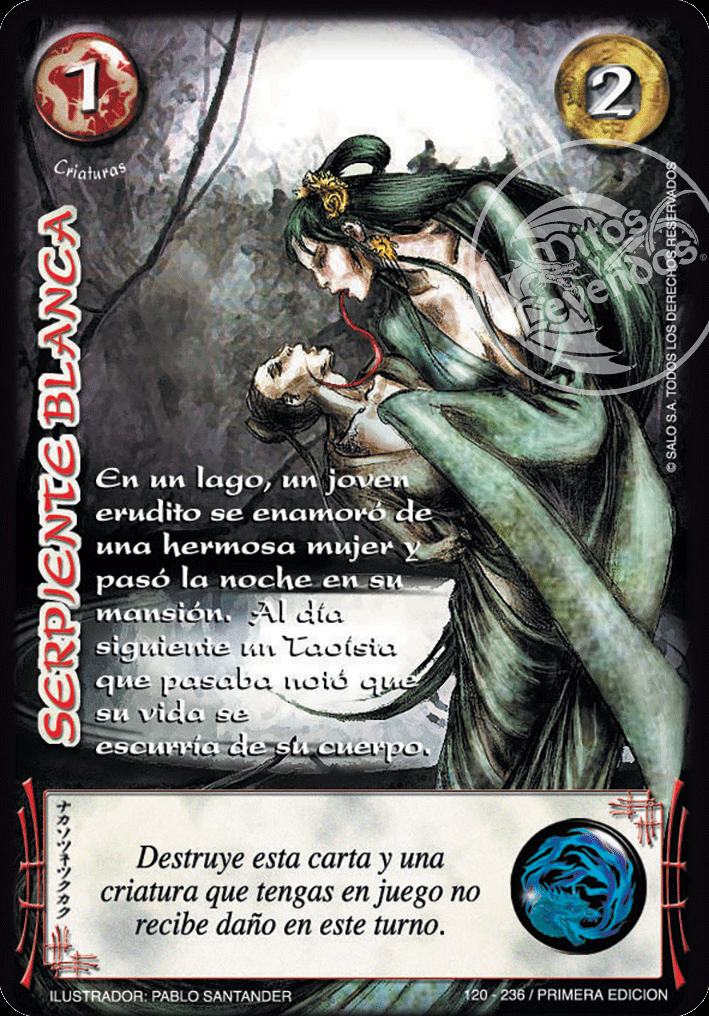 1
2
Criaturas
SERPIENTE BLANCA
Mitos
Leyendas
© SALO S.A. TODOS LOS DERECHOS RESERVADOS
En un lago, un joven
erudito se enamoró de
una hermosa mujer y
pasó la noche en su
mansión. Al día
siguiente un Taoísta
que pasaba notó que
su vida se
escurría de su cuerpo.
ナカソツネツクカク
Destruye esta carta y una
criatura que tengas en juego no
recibe daño en este turno.
ILUSTRADOR: PABLO SANTANDER
120 - 236 / PRIMERA EDICION